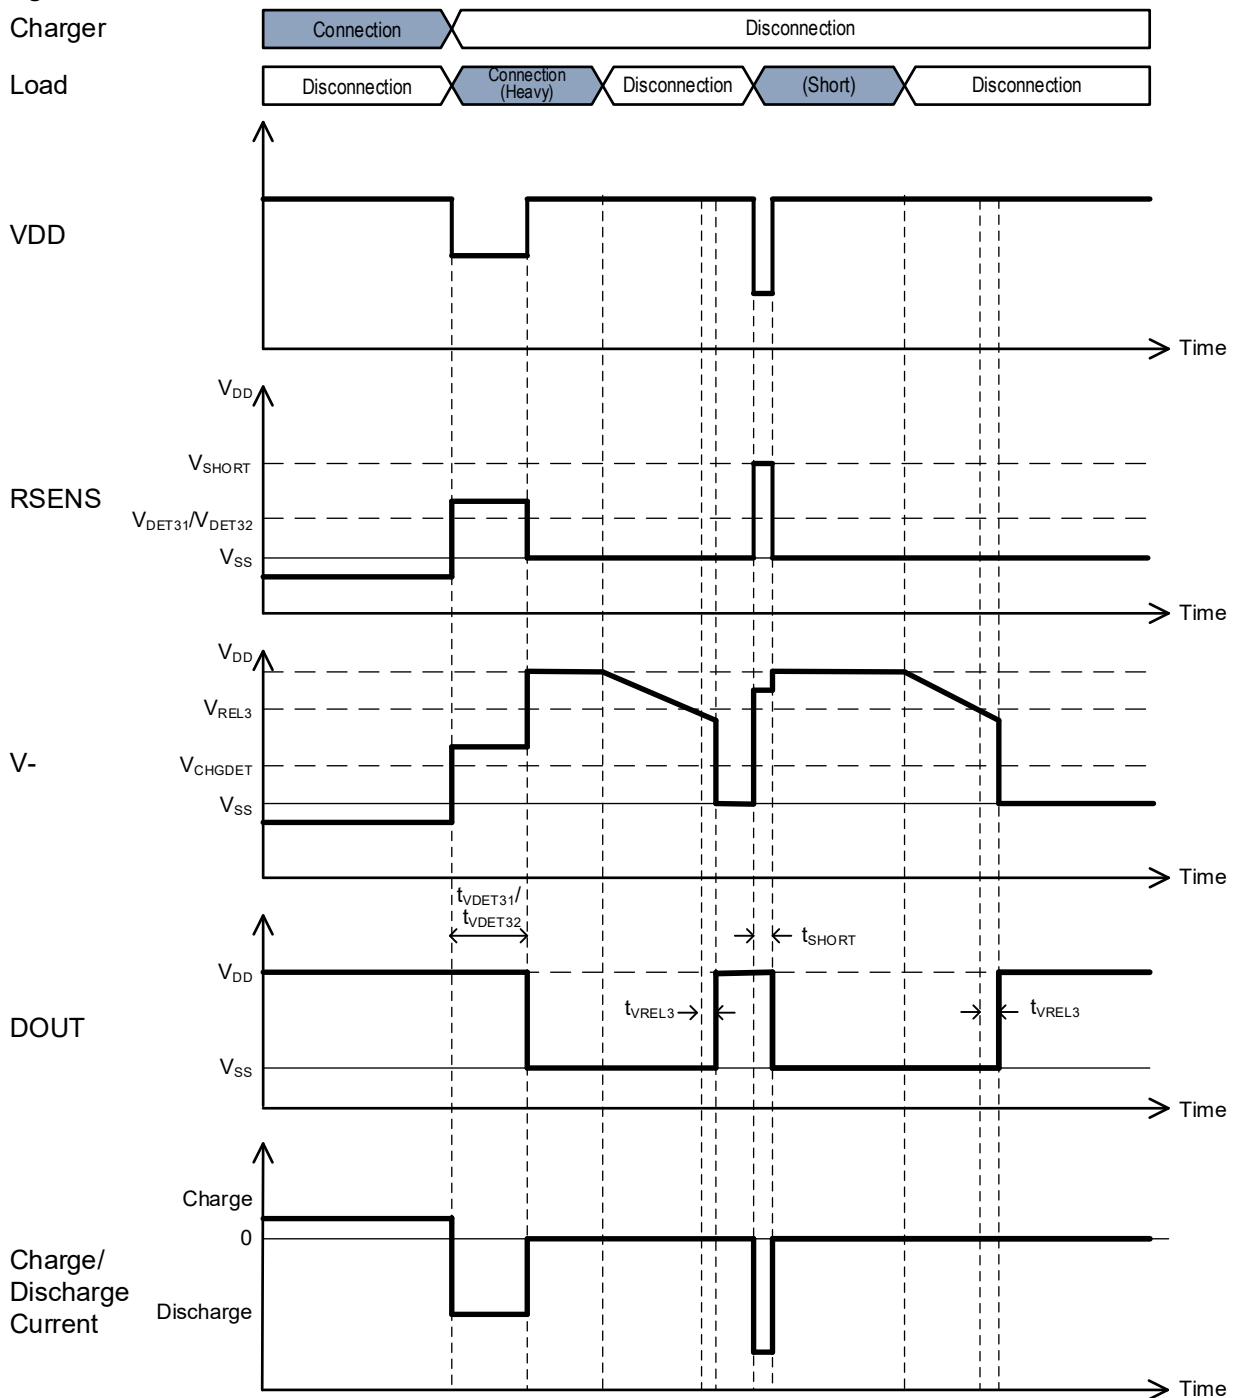 Charger
Connection
Disconnection
Load
Disconnection
Connection
(Heavy)
Disconnection
(Short)
Disconnection
VDD
Time
VDD
VSHORT
RSENS
VDET31/VDET32
VSS
Time
VDD
VREL3
V-
VCHGDET
VSS
Time
tVDET31/
tVDET32
tSHORT
VDD
tVREL3
tVREL3
DOUT
VSS
Time
Charge
0
Charge/
Discharge
Current
Discharge
Time